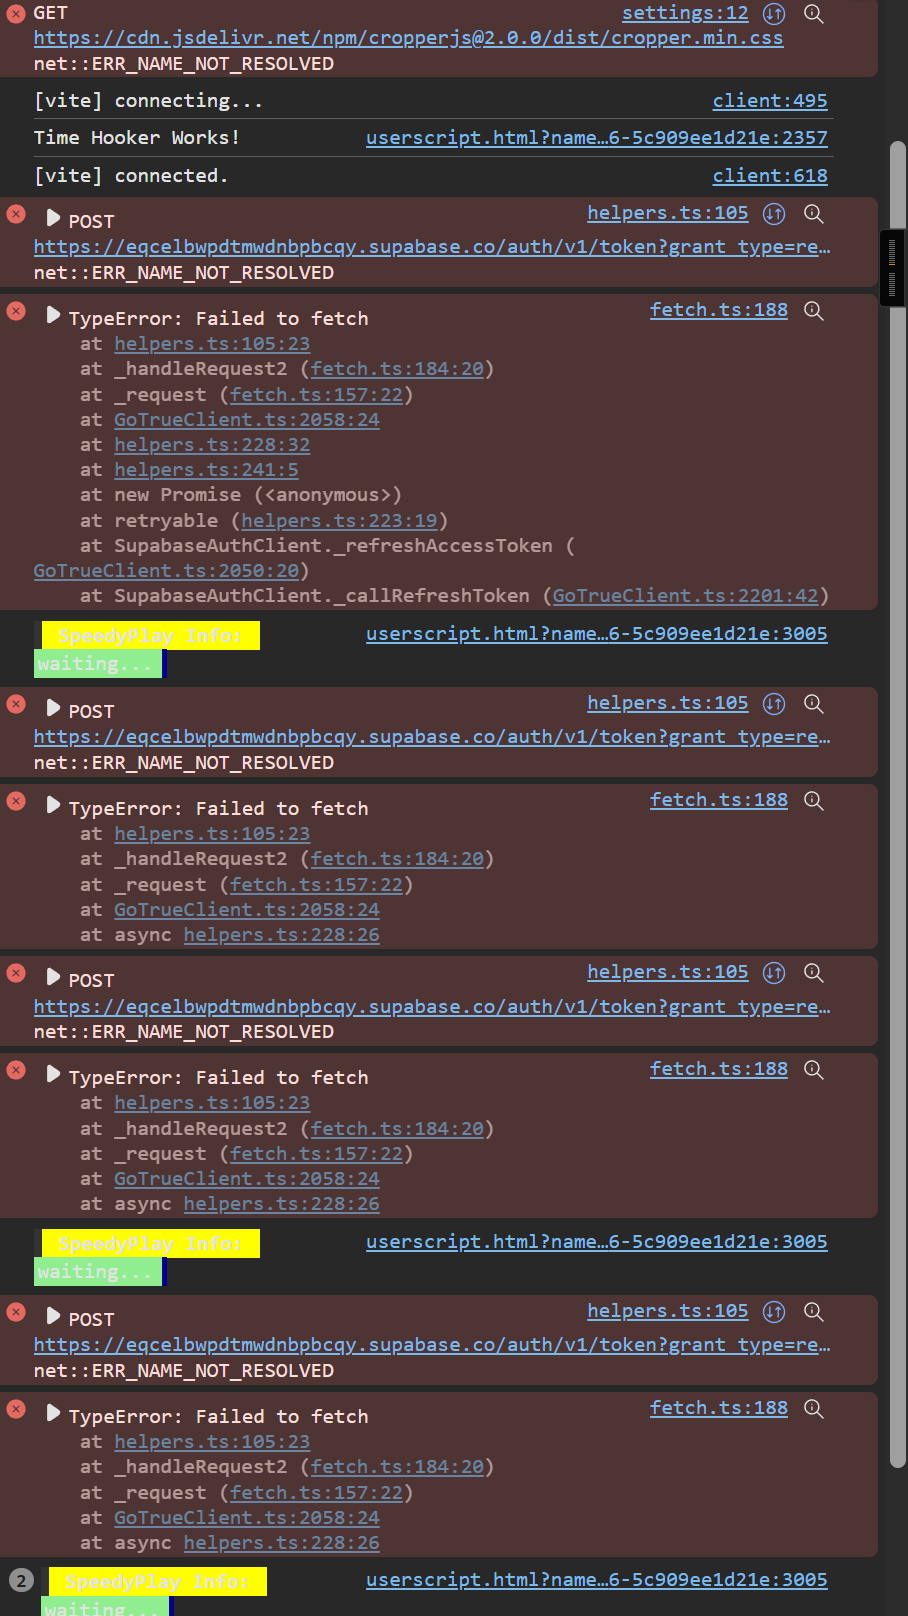 GET settings:12
https://cdn.jsdelivr.net/npm/cropperjs@2.0.0/dist/cropper.min.css
net::ERR_NAME_NOT_RESOLVED
[vite] connecting... client:495
Time Hooker Works! userscript.html?name…6-5c909ee1d21e:2357
[vite] connected. client:618
POST helpers.ts:105
https://eqcelbwpdtmwdnbpbcqy.supabase.co/auth/v1/token?grant_type=re…
net::ERR_NAME_NOT_RESOLVED
TypeError: Failed to fetch fetch.ts:188
at helpers.ts:105:23
at _handleRequest2 (fetch.ts:184:20)
at _request (fetch.ts:157:22)
at GoTrueClient.ts:2058:24
at helpers.ts:228:32
at helpers.ts:241:5
at new Promise (<anonymous>)
at retryable (helpers.ts:223:19)
at SupabaseAuthClient._refreshAccessToken (
GoTrueClient.ts:2050:20)
at SupabaseAuthClient._callRefreshToken (GoTrueClient.ts:2201:42)
SpeedyPlay Info: userscript.html?name…6-5c909ee1d21e:3005
waiting...
POST helpers.ts:105
https://eqcelbwpdtmwdnbpbcqy.supabase.co/auth/v1/token?grant_type=re…
net::ERR_NAME_NOT_RESOLVED
TypeError: Failed to fetch fetch.ts:188
at helpers.ts:105:23
at _handleRequest2 (fetch.ts:184:20)
at _request (fetch.ts:157:22)
at GoTrueClient.ts:2058:24
at async helpers.ts:228:26
POST helpers.ts:105
https://eqcelbwpdtmwdnbpbcqy.supabase.co/auth/v1/token?grant_type=re…
net::ERR_NAME_NOT_RESOLVED
TypeError: Failed to fetch fetch.ts:188
at helpers.ts:105:23
at _handleRequest2 (fetch.ts:184:20)
at _request (fetch.ts:157:22)
at GoTrueClient.ts:2058:24
at async helpers.ts:228:26
SpeedyPlay Info: userscript.html?name…6-5c909ee1d21e:3005
waiting...
POST helpers.ts:105
https://eqcelbwpdtmwdnbpbcqy.supabase.co/auth/v1/token?grant_type=re…
net::ERR_NAME_NOT_RESOLVED
TypeError: Failed to fetch fetch.ts:188
at helpers.ts:105:23
at _handleRequest2 (fetch.ts:184:20)
at _request (fetch.ts:157:22)
at GoTrueClient.ts:2058:24
at async helpers.ts:228:26
2 SpeedyPlay Info: userscript.html?name…6-5c909ee1d21e:3005
waiting...